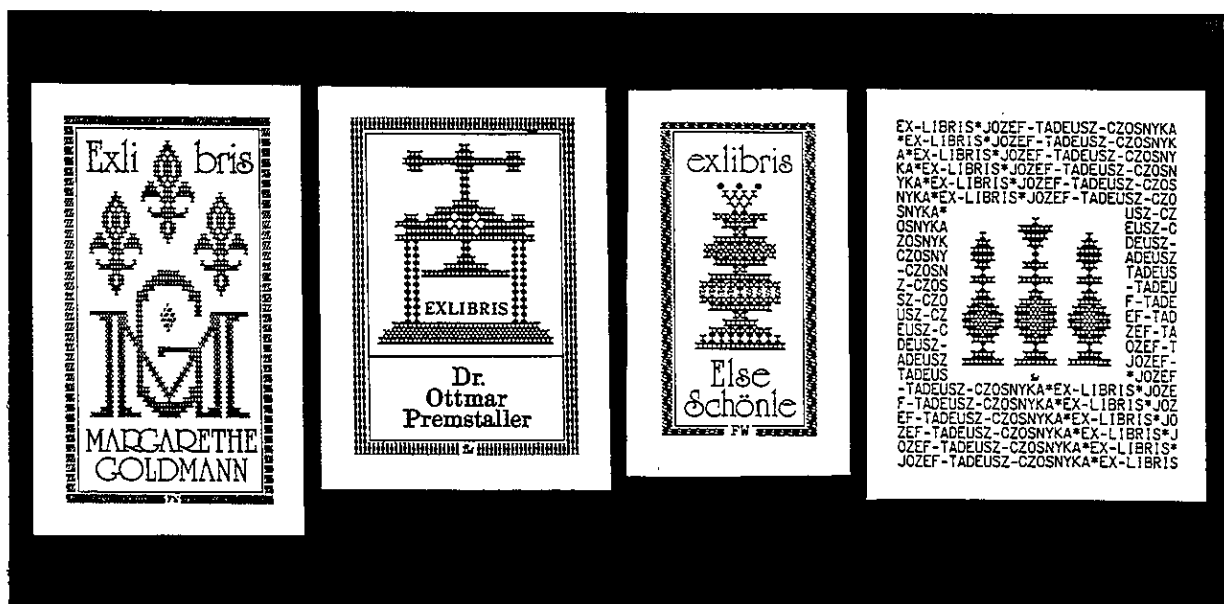 Exli bris
MARGARETHE
GOLDMANN
EXLIBRIS
Dr.
Ottmar
Premstaller
exlibris
Else
Schönle
FW
EX-LIBRIS*JOZEF-TADEUSZ-CZOSNYKA
*EX-LIBRIS*JOZEF-TADEUSZ-CZOSNYK
A*EX-LIBRIS*JOZEF-TADEUSZ-CZOSNY
KA*EX-LIBRIS*JOZEF-TADEUSZ-CZOSN
YKA*EX-LIBRIS*JOZEF-TADEUSZ-CZOS
NYKA*EX-LIBRIS*JOZEF-TADEUSZ-CZO
SNYKA* USZ-CZ
OSNYKA EUSZ-C
ZOSNYK DEUSZ-
CZOSNY ADEUSZ
-CZOSN TADEUS
Z-CZOS -TADEU
SZ-CZO F-TADE
USZ-CZ EF-TAD
EUSZ-C ZEF-TA
DEUSZ- OZEF-T
ADEUSZ JOZEF-
TADEUS *JOZEF
-TADEUSZ-CZOSNYKA*EX-LIBRIS*JOZE
F-TADEUSZ-CZOSNYKA*EX-LIBRIS*JOZ
EF-TADEUSZ-CZOSNYKA*EX-LIBRIS*JO
ZEF-TADEUSZ-CZOSNYKA*EX-LIBRIS*J
OZEF-TADEUSZ-CZOSNYKA*EX-LIBRIS*
JOZEF-TADEUSZ-CZOSNYKA*EX-LIBRIS